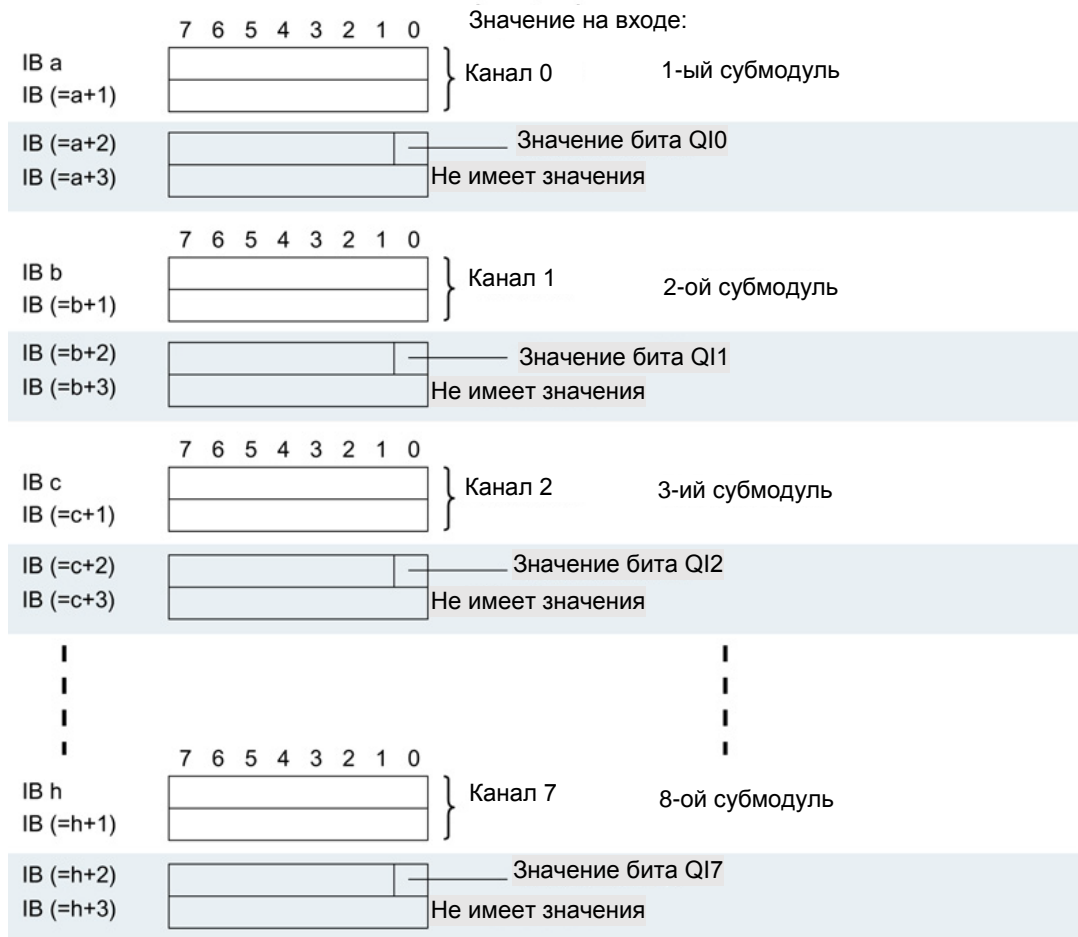 Значение на входе:
7 6 5 4 3 2 1 0
IB a
Канал 0
1-ый субмодуль
IB (=a+1)
IB (=a+2)
Значение бита QI0
IB (=a+3)
Не имеет значения
7 6 5 4 3 2 1 0
IB b
Канал 1
2-ой субмодуль
IB (=b+1)
IB (=b+2)
Значение бита QI1
IB (=b+3)
Не имеет значения
7 6 5 4 3 2 1 0
IB c
Канал 2
3-ий субмодуль
IB (=c+1)
IB (=c+2)
Значение бита QI2
IB (=c+3)
Не имеет значения
7 6 5 4 3 2 1 0
IB h
Канал 7
8-ой субмодуль
IB (=h+1)
IB (=h+2)
Значение бита QI7
IB (=h+3)
Не имеет значения